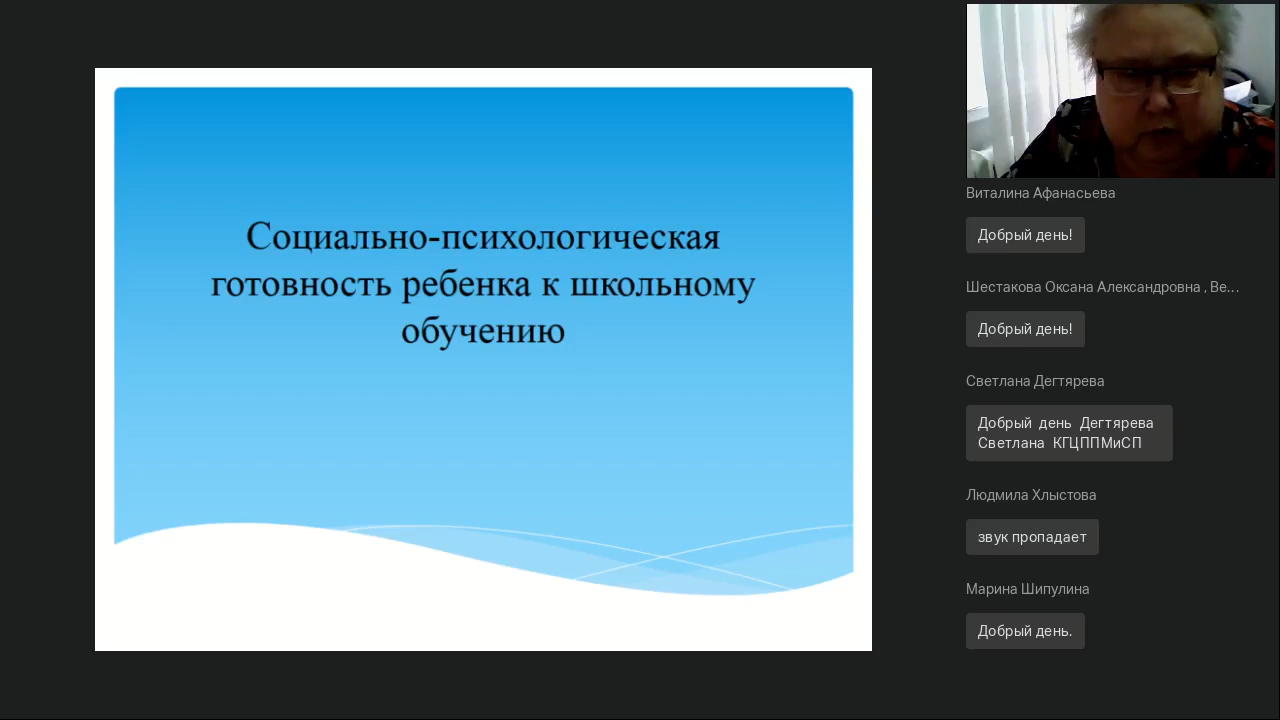 Социально-психологическая
готовность ребенка к школьному
обучению
Виталина Афанасьева
Добрый день!
Шестакова Оксана Александровна , Ве...
Добрый день!
Светлана Дегтярева
Добрый день Дегтярева
Светлана КГЦППМиСП
Людмила Хлыстова
звук пропадает
Марина Шипулина
Добрый день.